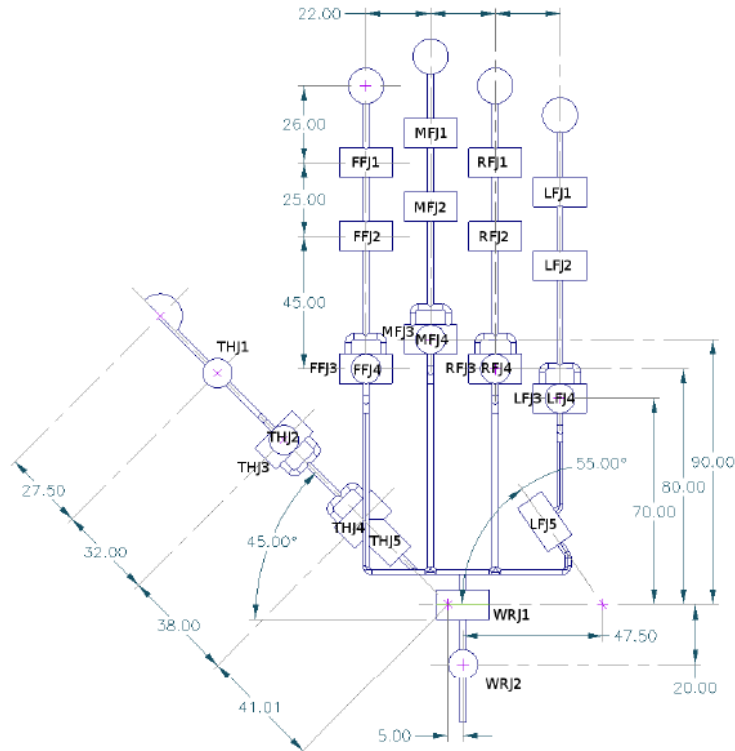 22.00
26.00
MFJ1
FFJ1
RFJ1
LFJ1
25.00
MFJ2
FFJ2
RFJ2
LFJ2
45.00
MFJ3
MFJ4
THJ1
FFJ3
FFJ4
RFJ3
RFJ4
LFJ3
LFJ4
THJ2
THJ3
55.00°
90.00
80.00
70.00
27.50
THJ4
THJ5
LFJ5
45.00°
32.00
38.00
WRJ1
47.50
WRJ2
20.00
41.01
5.00